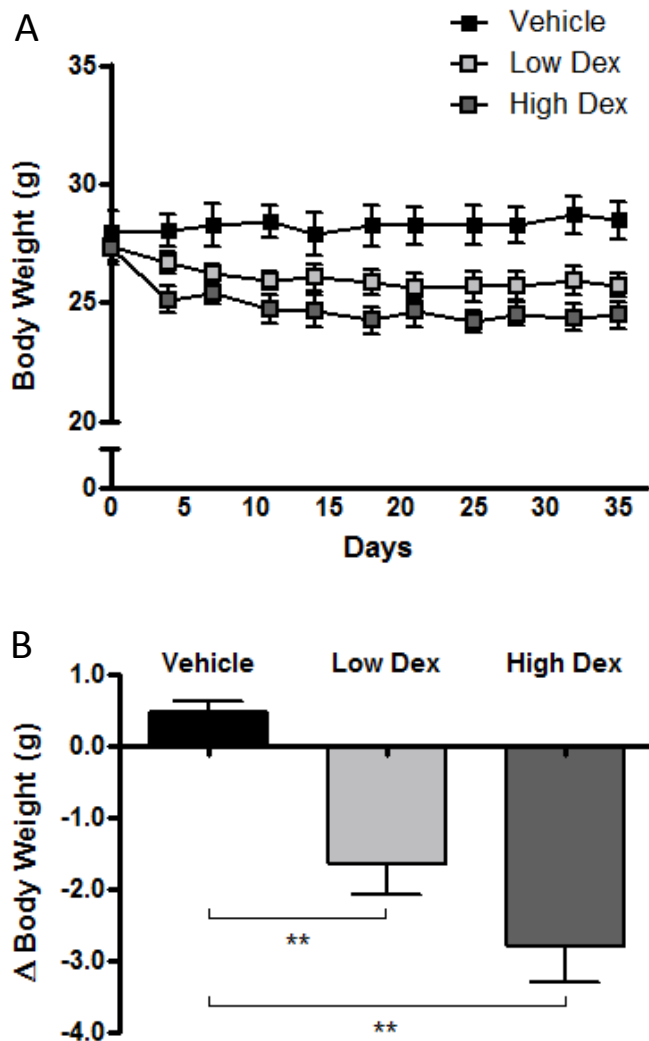 A
Vehicle
Low Dex
High Dex
35
30
25
20
0
Body Weight (g)
0 5 10 15 20 25 30 35
Days
B
Vehicle Low Dex High Dex
1.0
0.0
-1.0
-2.0
-3.0
-4.0
Δ Body Weight (g)
**
**